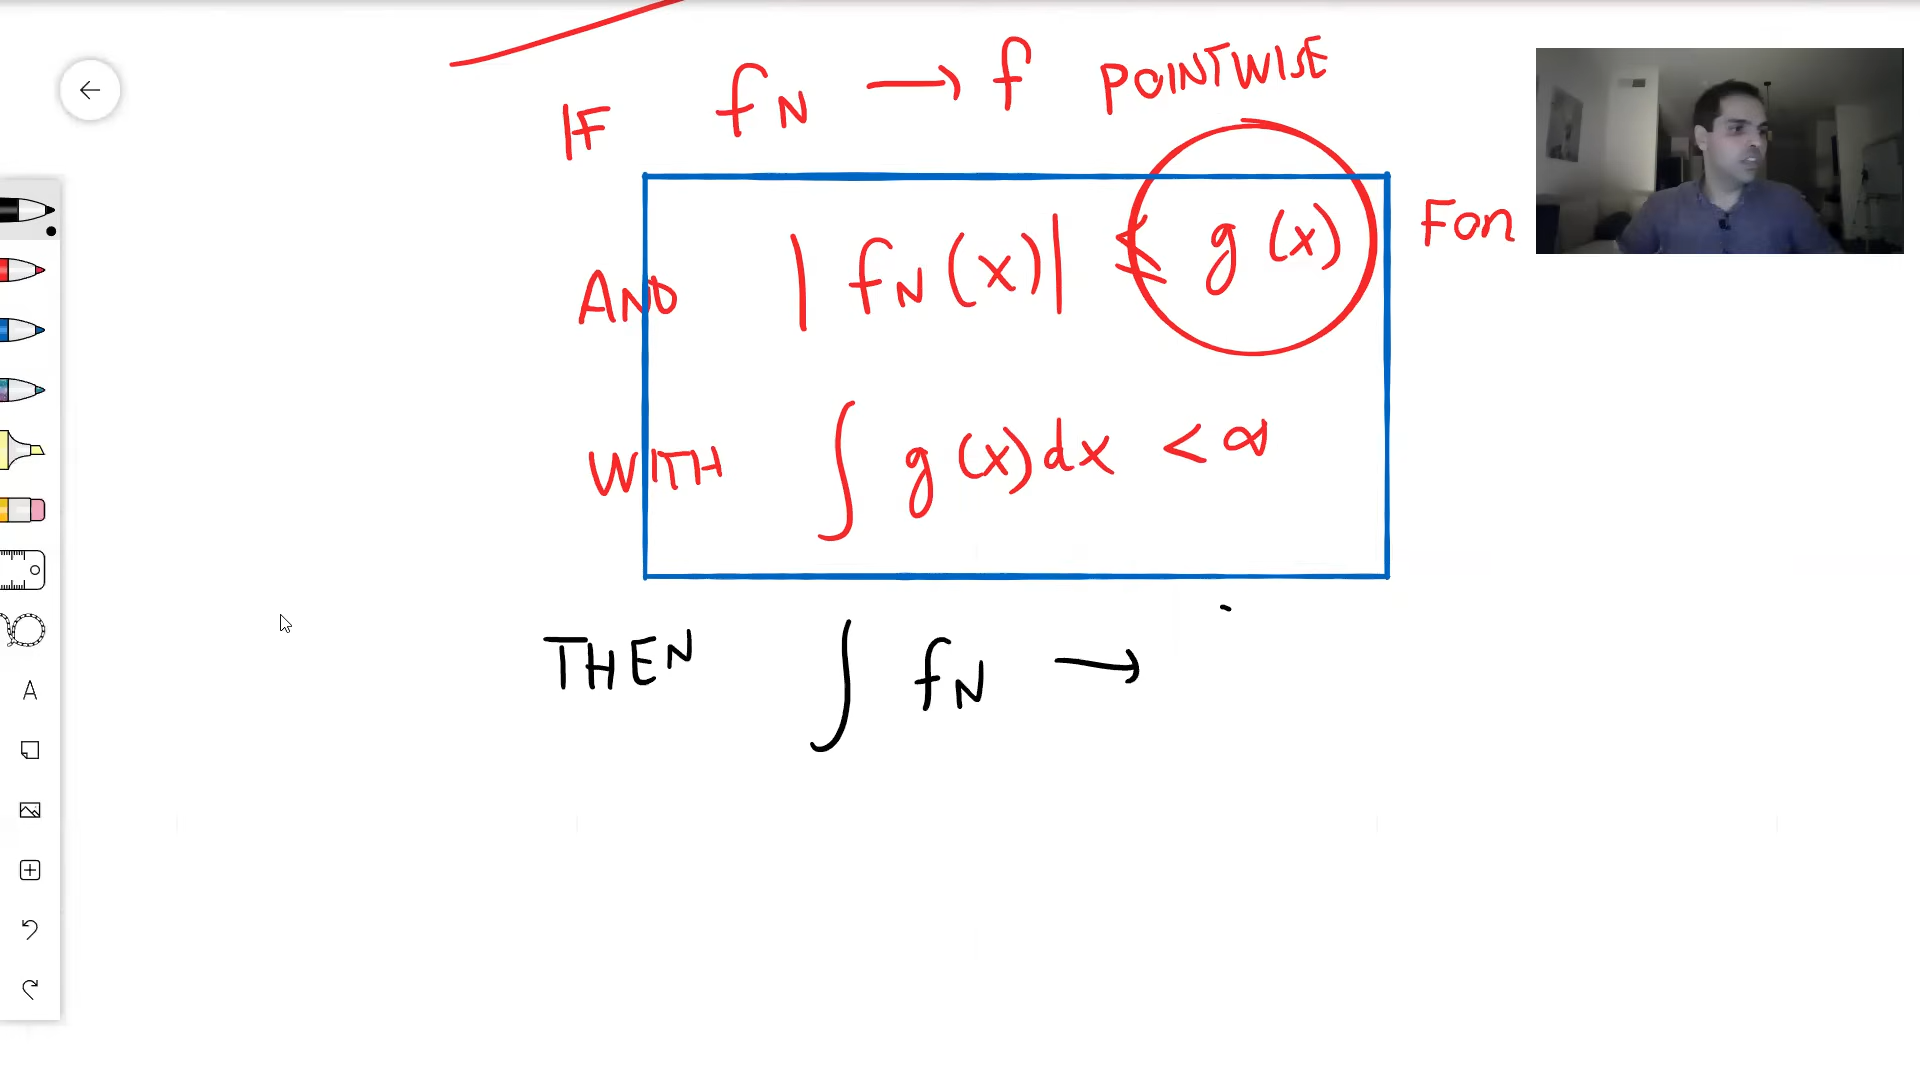 IF fN → f POINTWISE
AND |fN(x)| ≤ g(x) FOR
WITH ∫ g(x)dx < ∞
THEN ∫ fN →
A